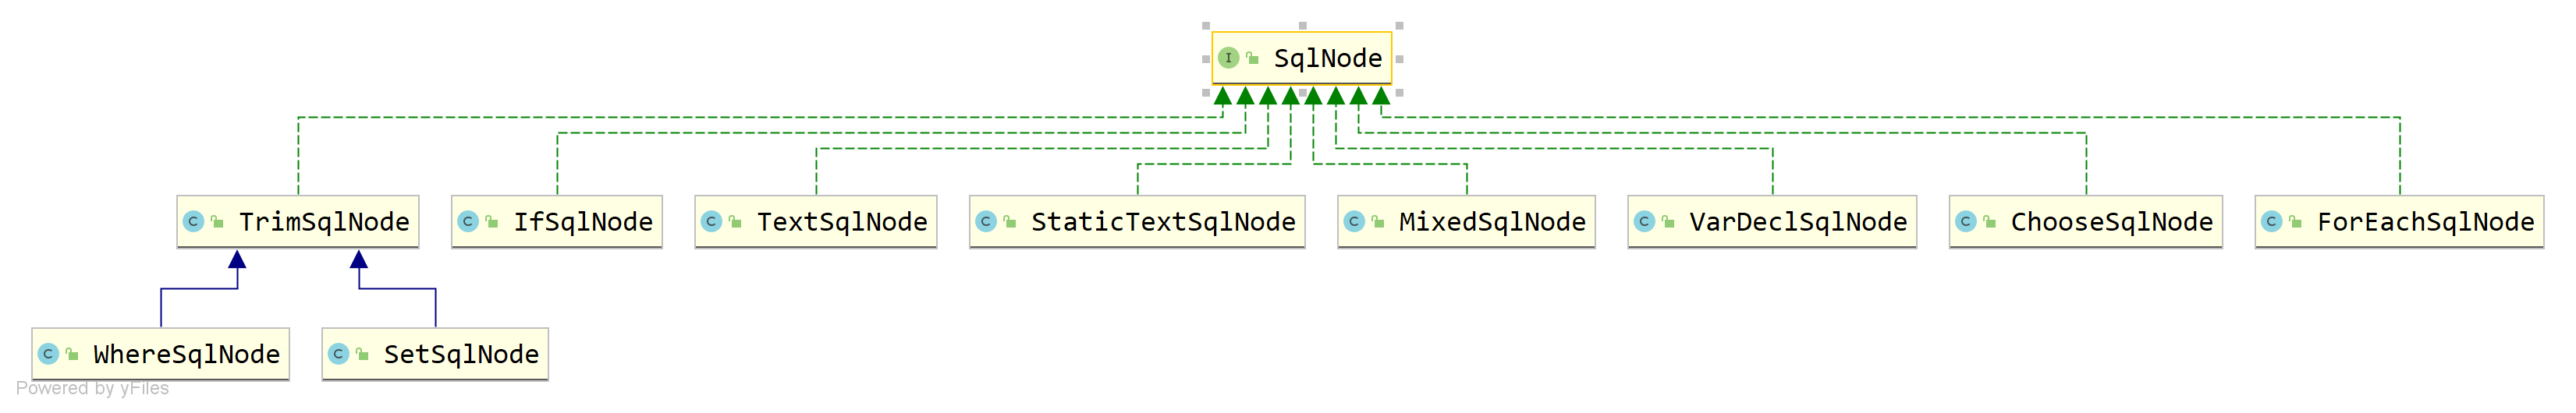 I SqlNode
C TrimSqlNode
C IfSqlNode
C TextSqlNode
C StaticTextSqlNode
C MixedSqlNode
C VarDeclSqlNode
C ChooseSqlNode
C ForEachSqlNode
C WhereSqlNode
C SetSqlNode
Powered by yFiles